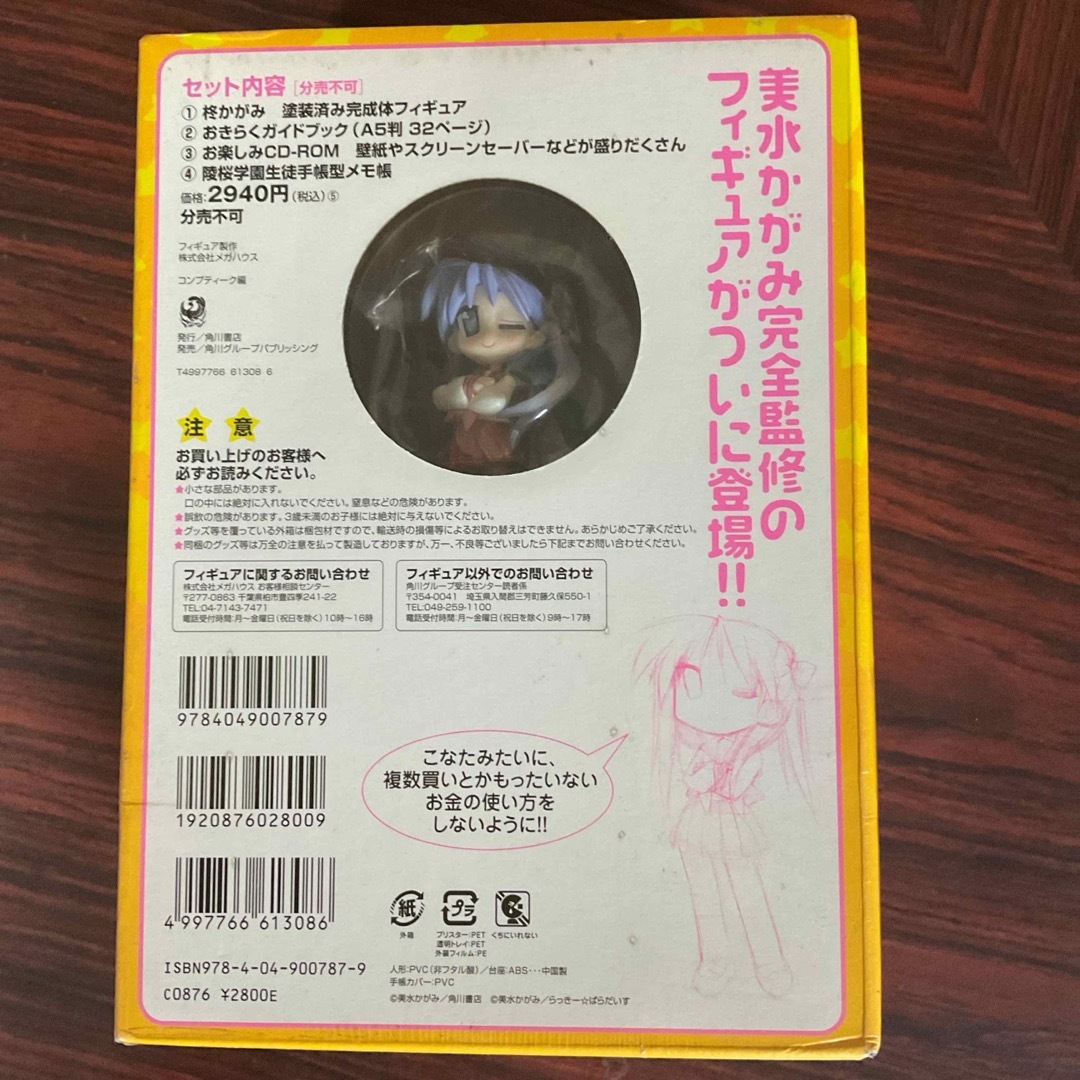 美水かがみ完全監修の
フィギュアがついに登場!!
セット内容 [分売不可]
① 柊かがみ 塗装済み完成体フィギュア
② おきらくガイドブック(A5判 32ページ)
③ お楽しみCD-ROM 壁紙やスクリーンセーバーなどが盛りだくさん
④ 陵桜学園生徒手帳型メモ帳
価格:2940円(税込)⑤
分売不可
フィギュア製作
株式会社メガハウス
コンプティーク編
発行/角川書店
発売/角川グループパブリッシング
T4997766 61308 6
注意
お買い上げのお客様へ
必ずお読みください。
★小さな部品があります。
口の中には絶対に入れないでください。窒息などの危険があります。
★誤飲の危険があります。3歳未満のお子様には絶対に与えないでください。
★グッズ等を覆っている外箱は梱包材ですので、輸送時の損傷等によるお取り替えはできません。あらかじめご了承ください。
★同梱のグッズ等は万全の注意を払って製造しておりますが、万一、不良等ございましたら下記までお問い合わせください。
フィギュアに関するお問い合わせ
株式会社メガハウス お客様相談センター
〒277-0863 千葉県柏市豊四季241-22
TEL:04-7143-7471
電話受付時間:月〜金曜日(祝日を除く)10時〜16時
フィギュア以外でのお問い合わせ
角川グループ受注センター読者係
〒354-0041 埼玉県入間郡三芳町藤久保550-1
TEL:049-259-1100
電話受付時間:月〜金曜日(祝日を除く)9時〜17時
9784049007879
1920876028009
4997766613086
こなたみたいに、
複数買いとかもったいない
お金の使い方を
しないように!!
紙
外箱
プラ
ブリスター:PET
透明トレイ:PET
外装フィルム:PE
くちにいれない
ISBN978-4-04-900787-9
C0876 ¥2800E
人形:PVC(非フタル酸)/台座:ABS・・・中国製
手帳カバー:PVC
©美水かがみ/角川書店 ©美水かがみ/らっきー☆ぱらだいす